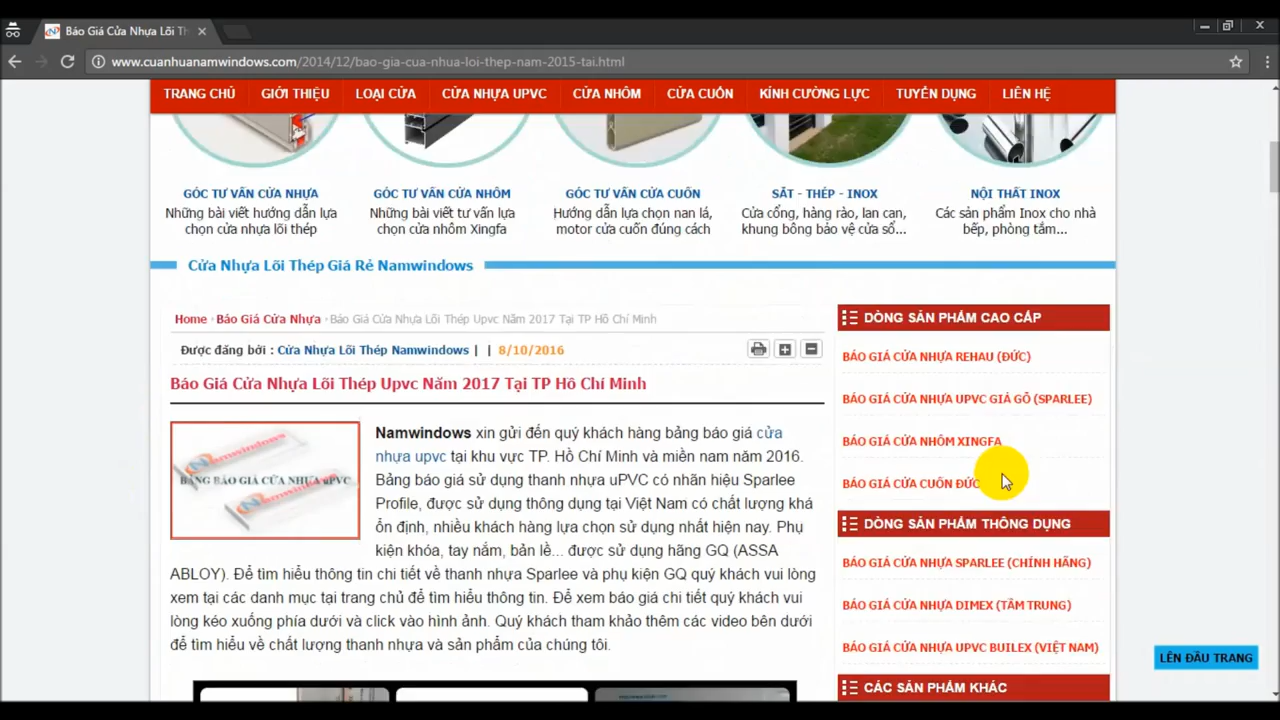 Báo Giá Cửa Nhựa Lõi Th
www.cuanhuanamwindows.com/2014/12/bao-gia-cua-nhua-loi-thep-nam-2015-tai.html
TRANG CHỦ GIỚI THIỆU LOẠI CỬA CỬA NHỰA UPVC CỬA NHÔM CỬA CUỐN KÍNH CƯỜNG LỰC TUYỂN DỤNG LIÊN HỆ
GÓC TƯ VẤN CỬA NHỰA
Những bài viết hướng dẫn lựa
chọn cửa nhựa lõi thép
GÓC TƯ VẤN CỬA NHÔM
Những bài viết tư vấn lựa
chọn cửa nhôm Xingfa
GÓC TƯ VẤN CỬA CUỐN
Hướng dẫn lựa chọn nan lá,
motor cửa cuốn đúng cách
SẮT - THÉP - INOX
Cửa cổng, hàng rào, lan can,
khung bông bảo vệ cửa sổ...
NỘI THẤT INOX
Các sản phẩm Inox cho nhà
bếp, phòng tắm...
Cửa Nhựa Lõi Thép Giá Rẻ Namwindows
Home · Báo Giá Cửa Nhựa · Báo Giá Cửa Nhựa Lõi Thép Upvc Năm 2017 Tại TP Hồ Chí Minh
Được đăng bởi : Cửa Nhựa Lõi Thép Namwindows | | 8/10/2016
Báo Giá Cửa Nhựa Lõi Thép Upvc Năm 2017 Tại TP Hồ Chí Minh
BẢNG BÁO GIÁ CỬA NHỰA uPVC
Namwindows xin gửi đến quý khách hàng bảng báo giá cửa
nhựa upvc tại khu vực TP. Hồ Chí Minh và miền nam năm 2016.
Bảng báo giá sử dụng thanh nhựa uPVC có nhãn hiệu Sparlee
Profile, được sử dụng thông dụng tại Việt Nam có chất lượng khá
ổn định, nhiều khách hàng lựa chọn sử dụng nhất hiện nay. Phụ
kiện khóa, tay nắm, bản lề... được sử dụng hãng GQ (ASSA
ABLOY). Để tìm hiểu thông tin chi tiết về thanh nhựa Sparlee và phụ kiện GQ quý khách vui lòng
xem tại các danh mục tại trang chủ để tìm hiểu thông tin. Để xem báo giá chi tiết quý khách vui
lòng kéo xuống phía dưới và click vào hình ảnh. Quý khách tham khảo thêm các video bên dưới
để tìm hiểu về chất lượng thanh nhựa và sản phẩm của chúng tôi.
DÒNG SẢN PHẨM CAO CẤP
BÁO GIÁ CỬA NHỰA REHAU (ĐỨC)
BÁO GIÁ CỬA NHỰA UPVC GIẢ GỖ (SPARLEE)
BÁO GIÁ CỬA NHÔM XINGFA
BÁO GIÁ CỬA CUỐN ĐỨC
DÒNG SẢN PHẨM THÔNG DỤNG
BÁO GIÁ CỬA NHỰA SPARLEE (CHÍNH HÃNG)
BÁO GIÁ CỬA NHỰA DIMEX (TẦM TRUNG)
BÁO GIÁ CỬA NHỰA UPVC BUILEX (VIỆT NAM)
CÁC SẢN PHẨM KHÁC
LÊN ĐẦU TRANG